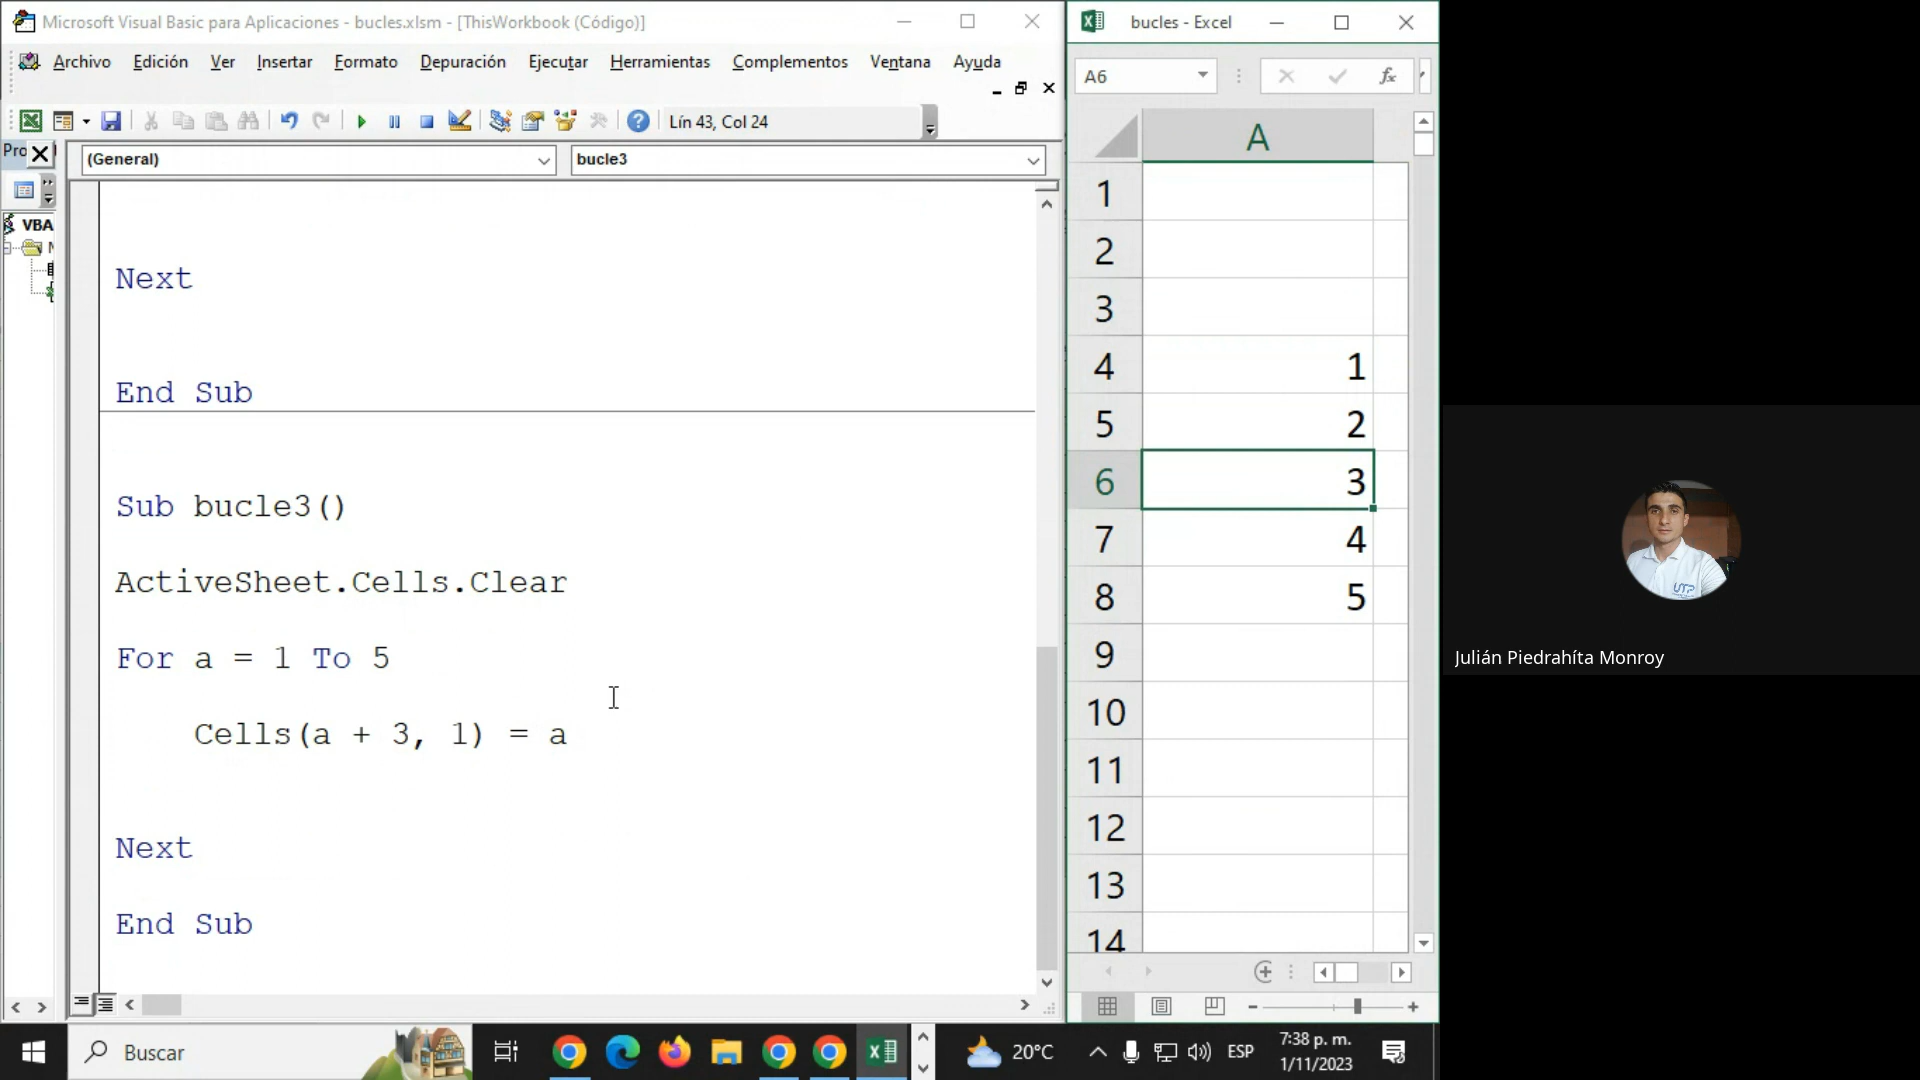 Microsoft Visual Basic para Aplicaciones - bucles.xlsm - [ThisWorkbook (Código)]
Archivo Edición Ver Insertar Formato Depuración Ejecutar Herramientas Complementos Ventana Ayuda
Lín 43, Col 24
Pro
(General) bucle3
VBA
Next
End Sub
Sub bucle3()
ActiveSheet.Cells.Clear
For a = 1 To 5
Cells(a + 3, 1) = a
Next
End Sub
bucles - Excel
A6 fx
A
1
2
3
4 1
5 2
6 3
7 4
8 5
9
10
11
12
13
14
UTP
Julián Piedrahíta Monroy
Buscar
20°C
ESP
7:38 p. m.
1/11/2023